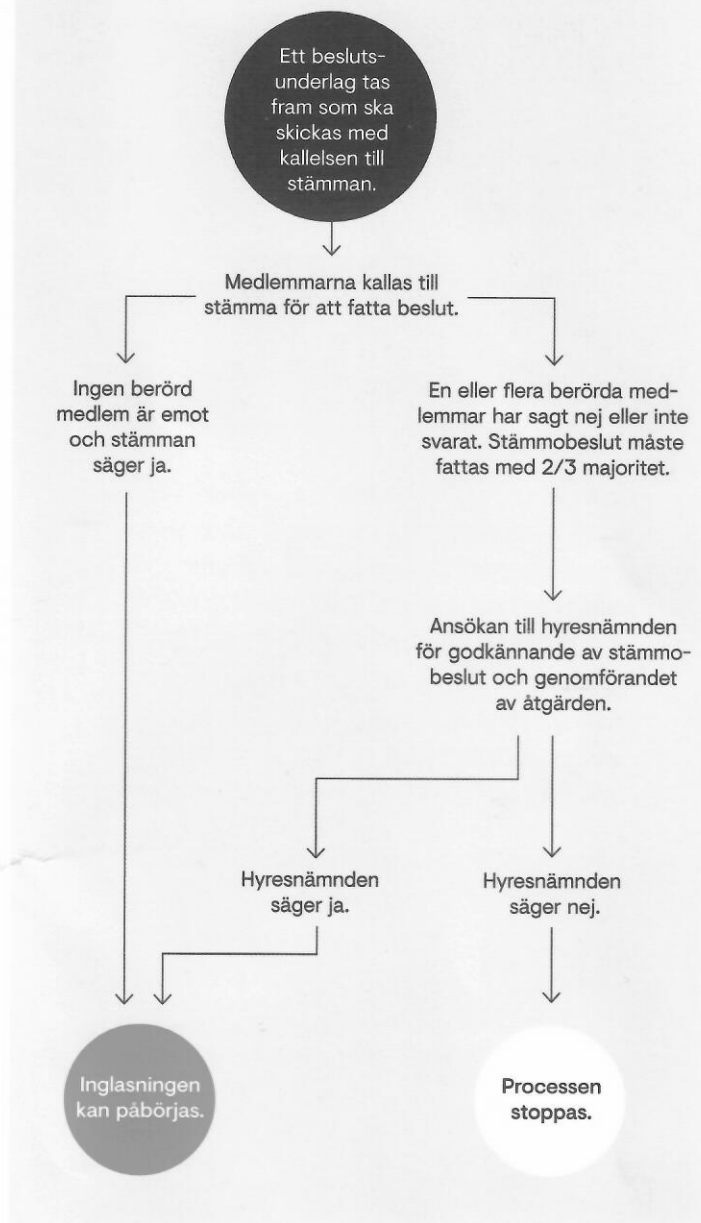 Ett besluts-
underlag tas
fram som ska
skickas med
kallelsen till
stämman.
Medlemmarna kallas till
stämma för att fatta beslut.
Ingen berörd
medlem är emot
och stämman
säger ja.
En eller flera berörda med-
lemmar har sagt nej eller inte
svarat. Stämmobeslut måste
fattas med 2/3 majoritet.
Ansökan till hyresnämnden
för godkännande av stämmo-
beslut och genomförandet
av åtgärden.
Hyresnämnden
säger ja.
Hyresnämnden
säger nej.
Inglasningen
kan påbörjas.
Processen
stoppas.